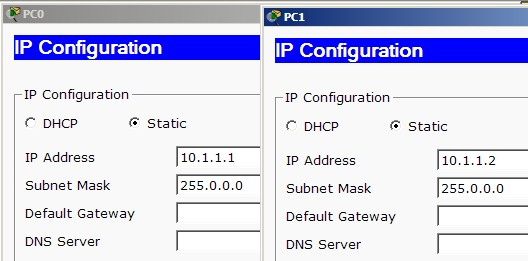 PC0
IP Configuration
IP Configuration
DHCP
Static
IP Address 10.1.1.1
Subnet Mask 255.0.0.0
Default Gateway
DNS Server
PC1
IP Configuration
IP Configuration
DHCP
Static
IP Address 10.1.1.2
Subnet Mask 255.0.0.0
Default Gateway
DNS Server